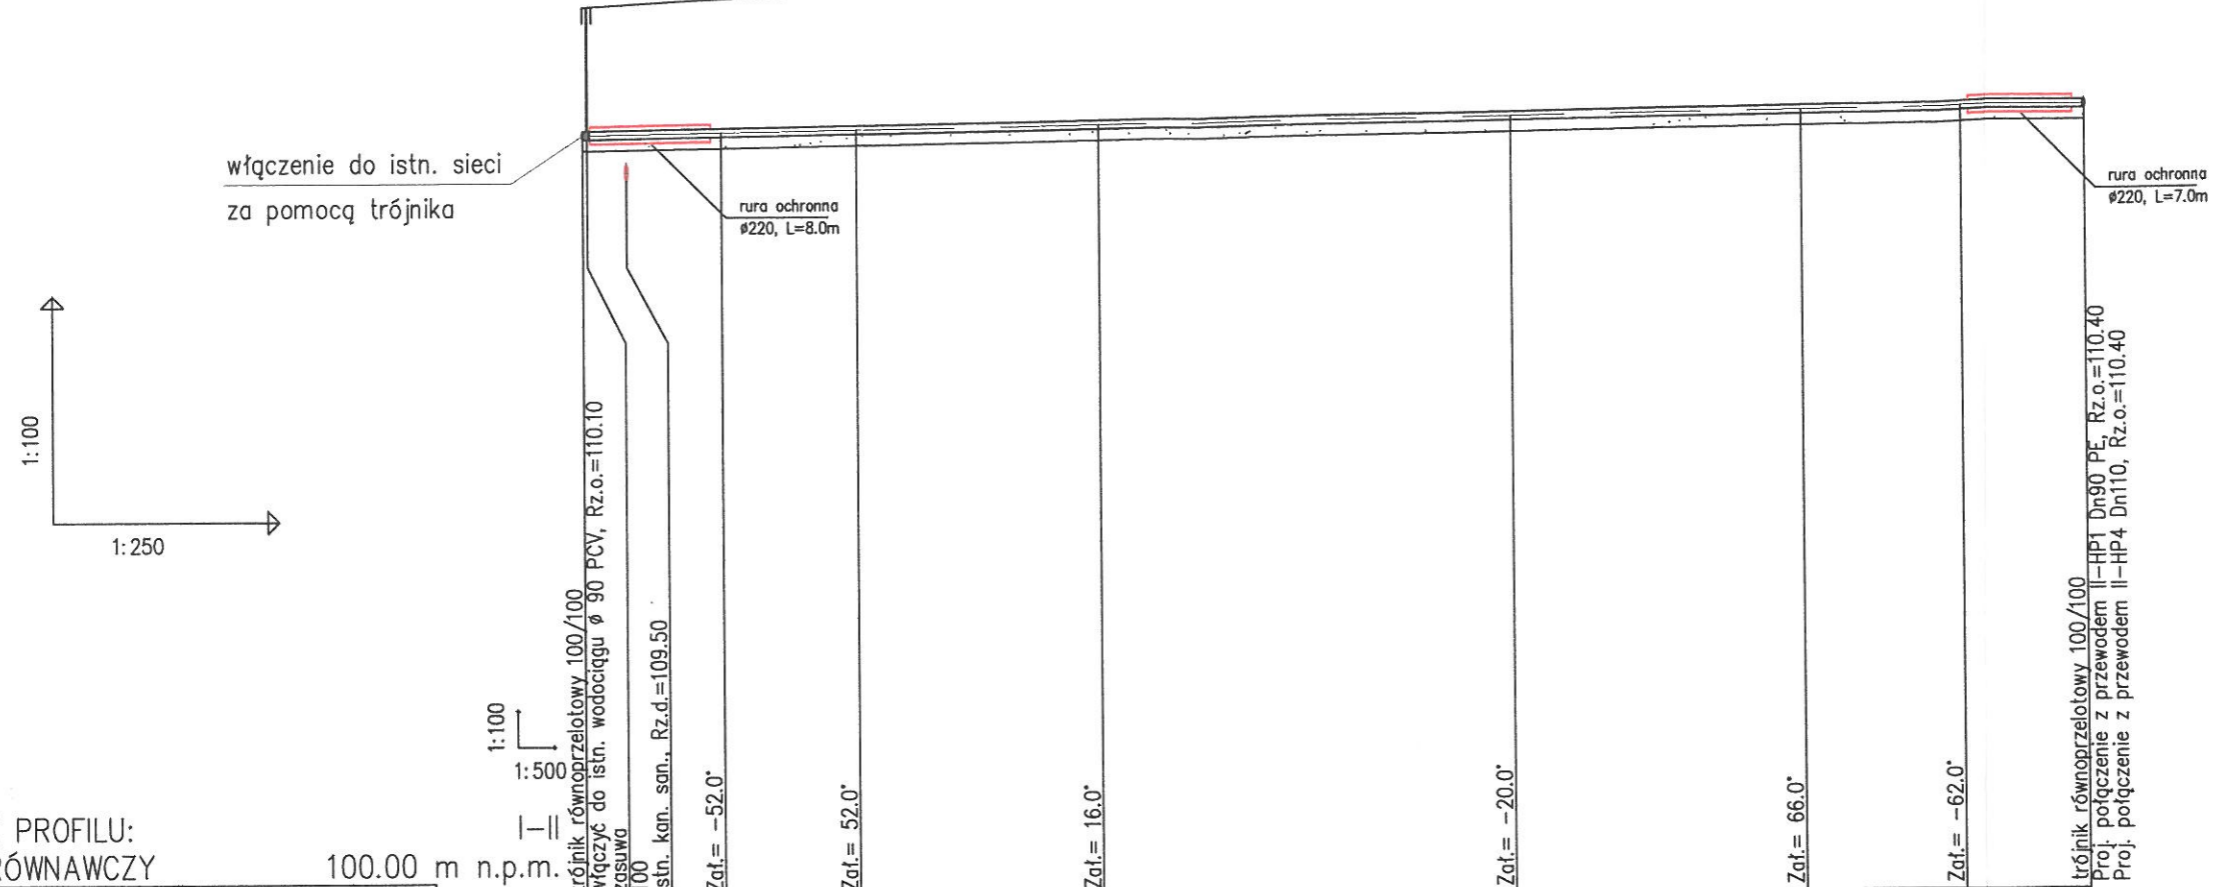 włączenie do istn. sieci
za pomocą trójnika
rura ochronna
ø220, L=8.0m
rura ochronna
ø220, L=7.0m
1:100
1:250
1:100
1:500
PROFILU:
I-II
RÓWNAWCZY
100.00 m n.p.m.
trójnik równoprzelotowy 100/100
włączyć do istn. wodociągu ø 90 PCV, Rz.o.=110.10
zasuwa
100
istn. kan. san., Rz.d.=109.50
Zał.= -52.0°
Zał.= 52.0°
Zał.= 16.0°
Zał.= -20.0°
Zał.= 66.0°
Zał.= -62.0°
trójnik równoprzelotowy 100/100
Proj. połączenie z przewodem II-HP1 Dn90 PE, Rz.o.=110.40
Proj. połączenie z przewodem II-HP4 Dn110, Rz.o.=110.40